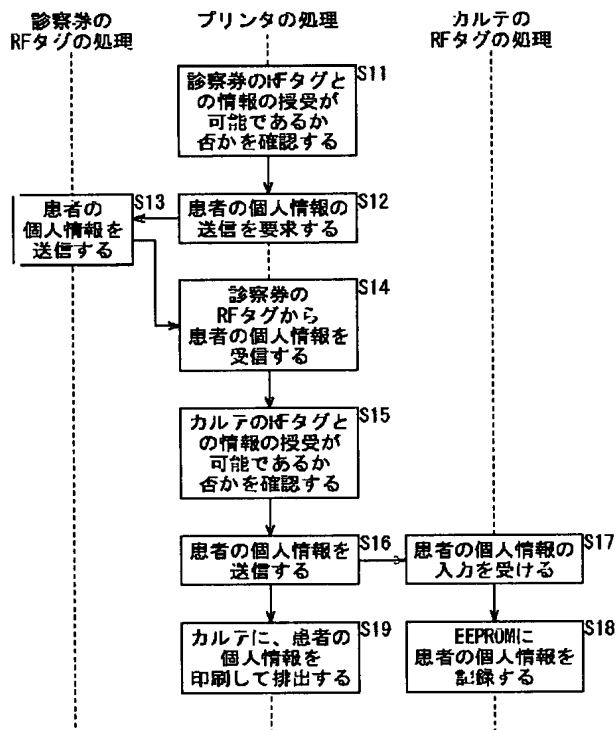 診察券の
RFタグの処理
プリンタの処理
カルテの
RFタグの処理
S11
診察券のRFタグと
の情報の授受が
可能であるか
否かを確認する
S12
患者の個人情報の
送信を要求する
S13
患者の
個人情報を
送信する
S14
診察券の
RFタグから
患者の個人情報を
受信する
S15
カルテのRFタグと
の情報の授受が
可能であるか
否かを確認する
S16
患者の個人情報を
送信する
S17
患者の個人情報の
入力を受ける
S18
EEPROMに
患者の個人情報を
記録する
S19
カルテに、患者の
個人情報を
印刷して排出する